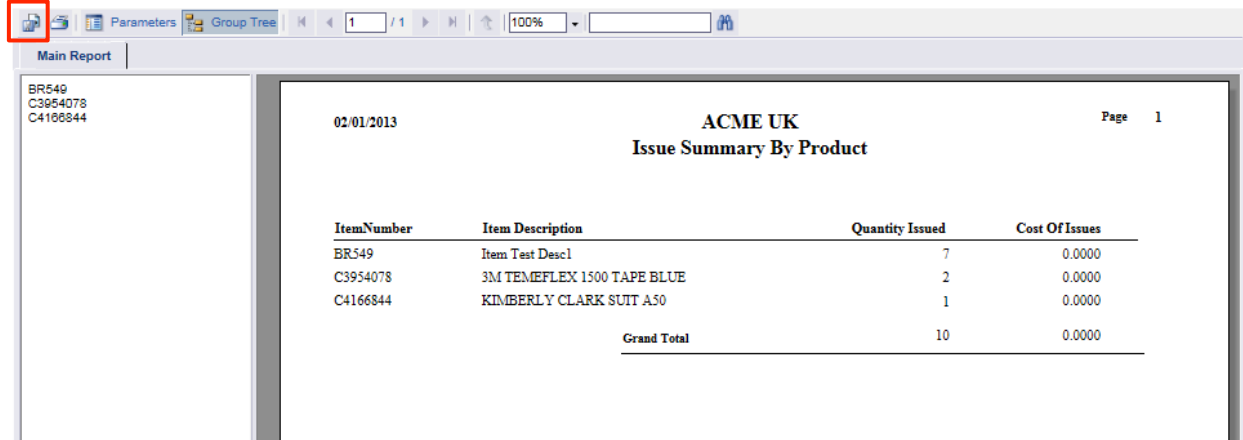 Parameters Group Tree 1 / 1 100%
Main Report
BR549
C3954078
C4166844
02/01/2013 ACME UK Page 1
Issue Summary By Product
ItemNumber Item Description Quantity Issued Cost Of Issues
BR549 Item Test Desc1 7 0.0000
C3954078 3M TEMEFLEX 1500 TAPE BLUE 2 0.0000
C4166844 KIMBERLY CLARK SUIT A50 1 0.0000
Grand Total 10 0.0000